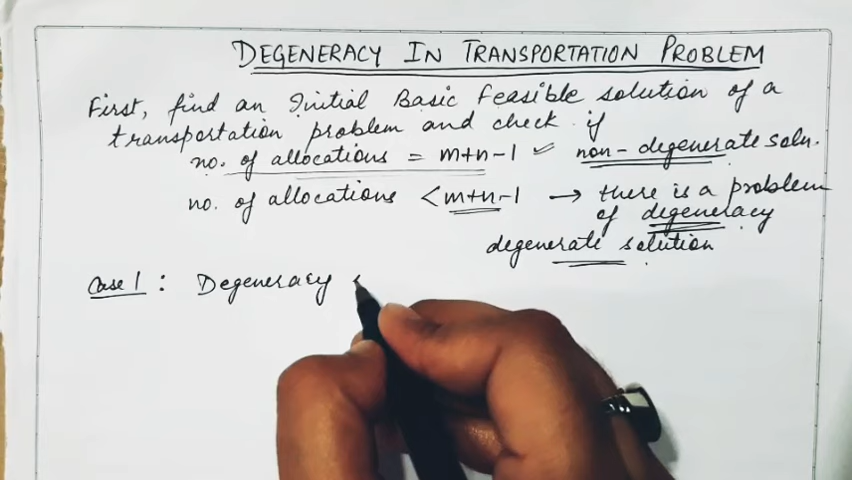 DEGENERACY IN TRANSPORTATION PROBLEM
First, find an Initial Basic Feasible solution of a
transportation problem and check if
no. of allocations = m+n-1 ✓ non-degenerate soln.
no. of allocations < m+n-1 → there is a problem
of degeneracy
degenerate solution
Case 1 : Degeneracy